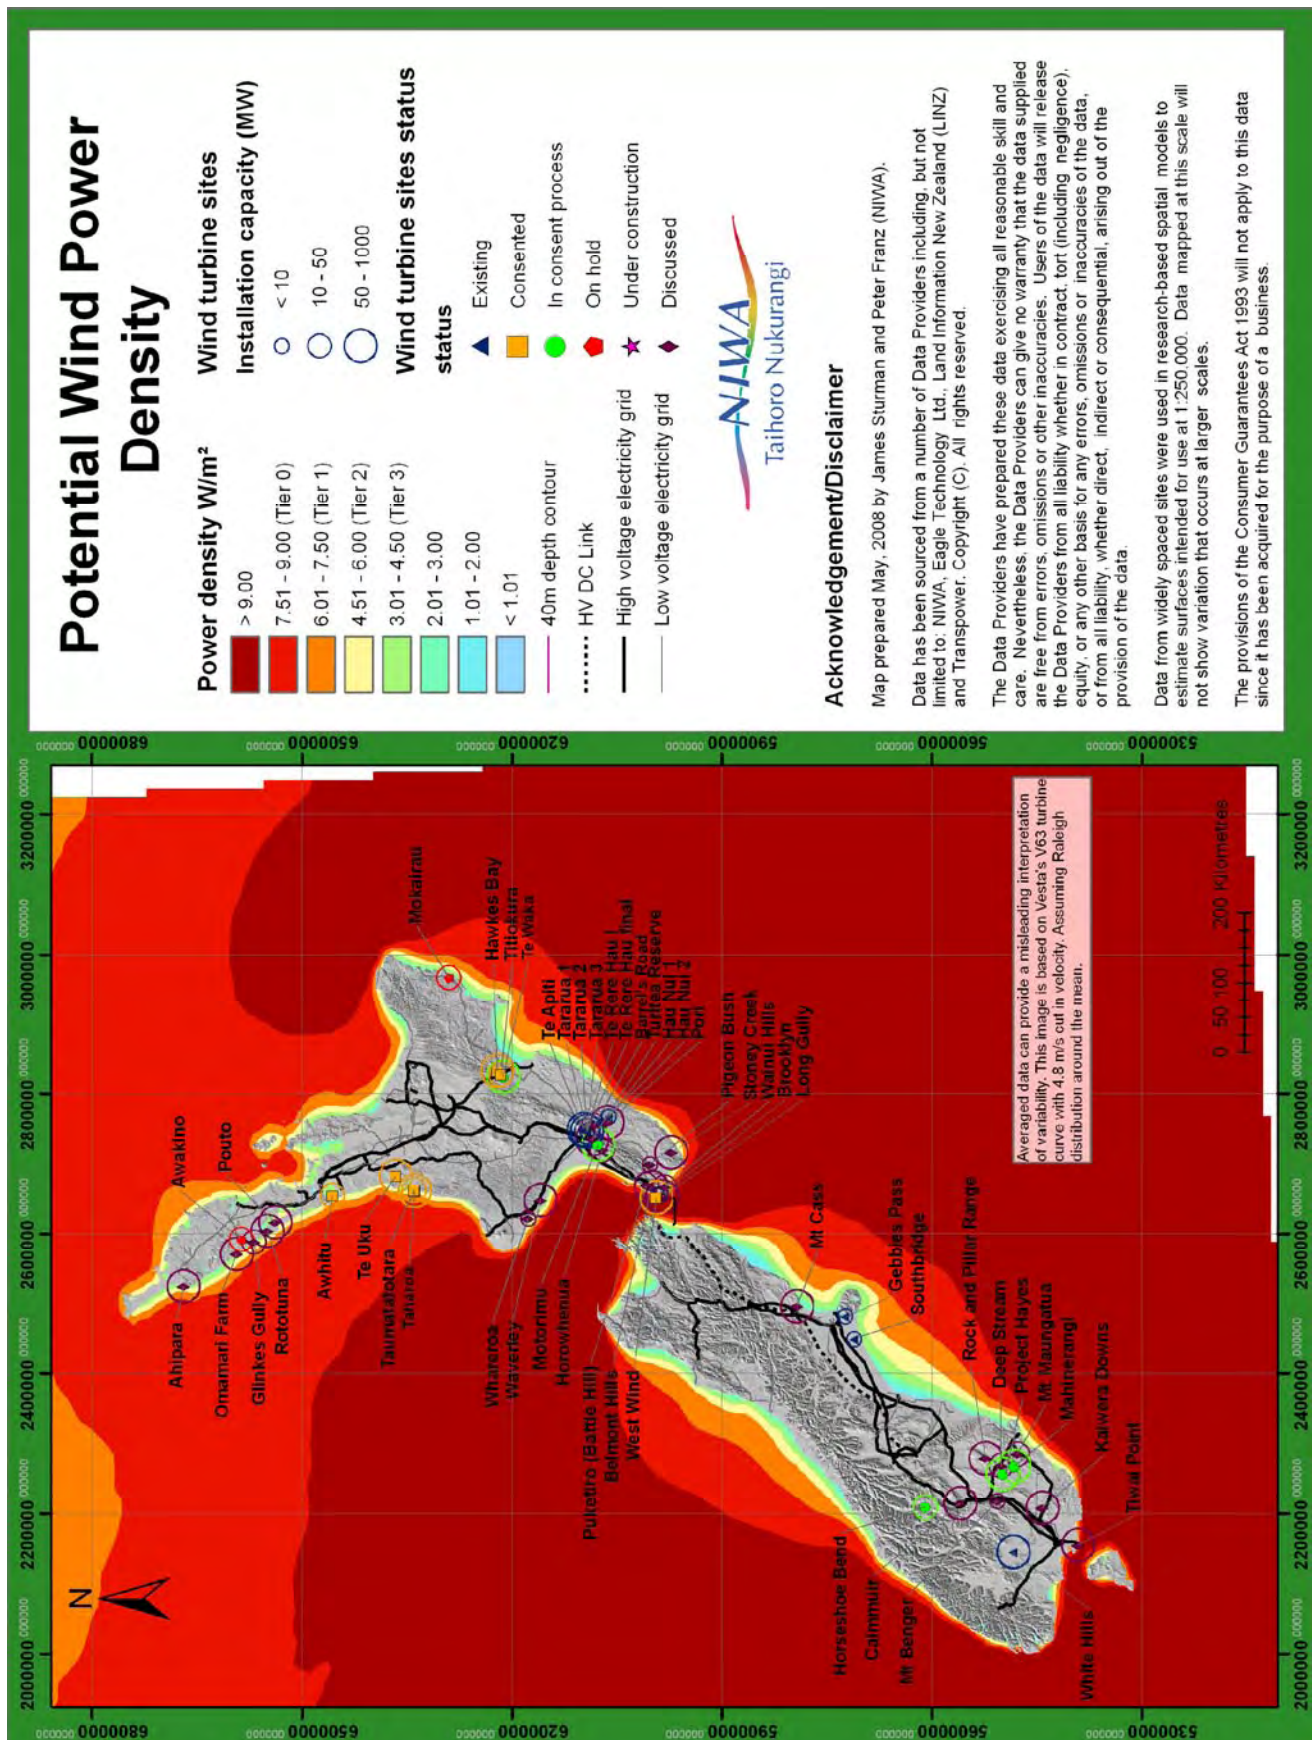 Potential Wind Power
Density
Power density W/m²
> 9.00
7.51 - 9.00 (Tier 0)
6.01 - 7.50 (Tier 1)
4.51 - 6.00 (Tier 2)
3.01 - 4.50 (Tier 3)
2.01 - 3.00
1.01 - 2.00
< 1.01
40m depth contour
HV DC Link
High voltage electricity grid
Low voltage electricity grid
Wind turbine sites
Installation capacity (MW)
< 10
10 - 50
50 - 1000
Wind turbine sites status
status
Existing
Consented
In consent process
On hold
Under construction
Discussed
NIWA
Taihoro Nukurangi
Acknowledgement/Disclaimer
Map prepared May, 2008 by James Sturman and Peter Franz (NIWA).
Data has been sourced from a number of Data Providers including, but not
limited to: NIWA, Eagle Technology Ltd., Land Information New Zealand (LINZ)
and Transpower. Copyright (C). All rights reserved.
The Data Providers have prepared these data exercising all reasonable skill and
care. Nevertheless, the Data Providers can give no warranty that the data supplied
are free from errors, omissions or other inaccuracies. Users of the data will release
the Data Providers from all liability whether in contract, tort (including negligence),
equity, or any other basis for any errors, omissions or inaccuracies of the data,
or from all liability, whether direct, indirect or consequential, arising out of the
provision of the data.
Data from widely spaced sites were used in research-based spatial models to
estimate surfaces intended for use at 1:250,000. Data mapped at this scale will
not show variation that occurs at larger scales.
The provisions of the Consumer Guarantees Act 1993 will not apply to this data
since it has been acquired for the purpose of a business.
2000000 2200000 2400000 2600000 2800000 3000000 3200000
6800000
6500000
6200000
5900000
5600000
5300000
N
Ahipara
Awakino
Omamari Farm
Pouto
Glinkes Gully
Rototuna
Awhitu
Te Uku
Taumatatotara
Taharoa
Mokairau
Hawkes Bay
Titiokura
Te Waka
Te Apiti
Tararua 1
Tararua 2
Tararua 3
Te Rere Hau I
Te Rere Hau final
Barrel's Road
Turitea Reserve
Hau Nui 1
Hau Nui 2
Pori
Whareroa
Waverley
Motorimu
Horowhenua
Puketiro (Battle Hill)
Belmont Hills
West Wind
Pigeon Bush
Stoney Creek
Wainui Hills
Brooklyn
Long Gully
Mt Cass
Gebbies Pass
Southbridge
Rock and Pillar Range
Deep Stream
Project Hayes
Mt Maungatua
Mahinerangi
Kaiwera Downs
Tiwai Point
Horseshoe Bend
Cairnmuir
Mt Benger
White Hills
Averaged data can provide a misleading interpretation
of variability. This image is based on Vesta's V63 turbine
curve with 4.8 m/s cut in velocity. Assuming Raleigh
distribution around the mean.
0 50 100 200 Kilometres
6800000
6500000
6200000
5900000
5600000
5300000
2000000 2200000 2400000 2600000 2800000 3000000 3200000